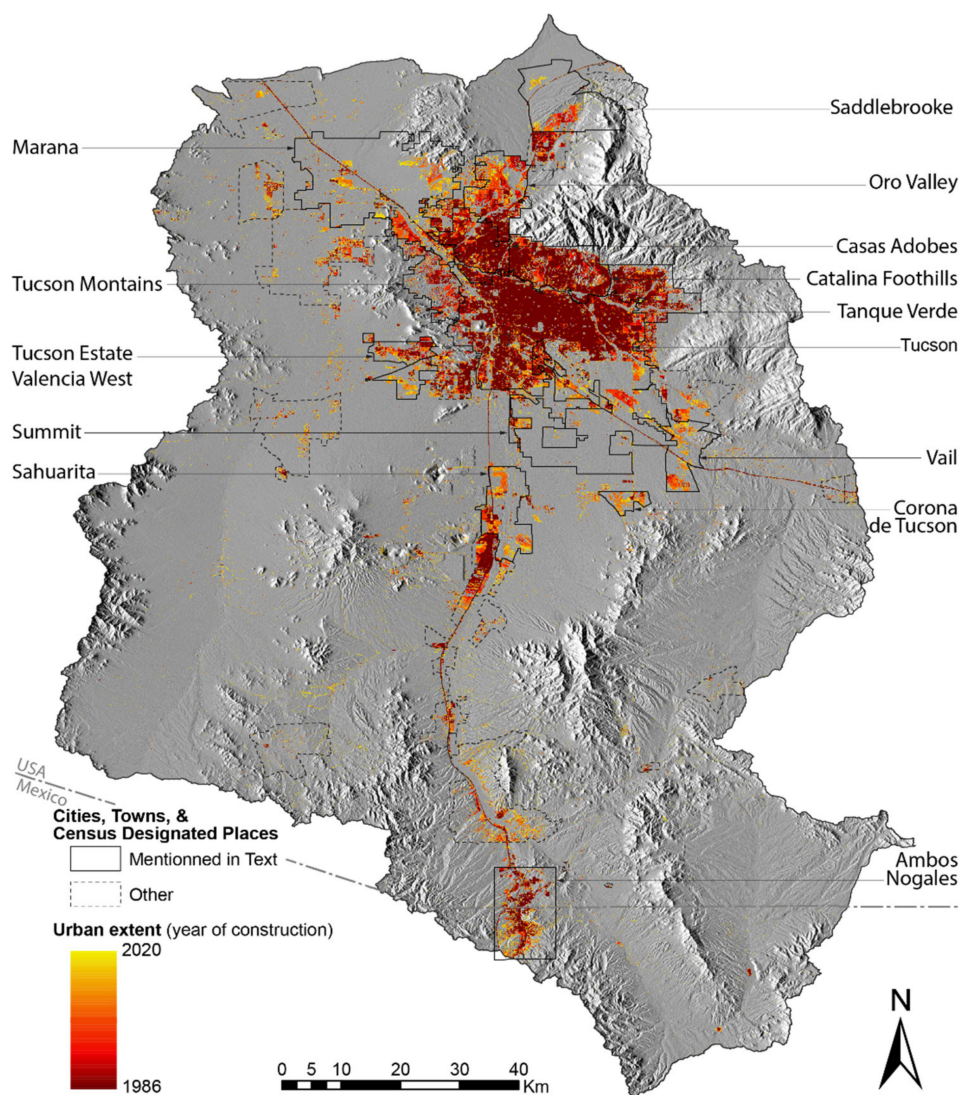 Saddlebrooke
Marana
Oro Valley
Casas Adobes
Tucson Montains
Catalina Foothills
Tanque Verde
Tucson Estate
Valencia West
Tucson
Summit
Vail
Sahuarita
Corona
de Tucson
USA
Mexico
Cities, Towns, &
Census Designated Places
Mentionned in Text
Other
Ambos
Nogales
Urban extent (year of construction)
2020
1986
0 5 10 20 30 40
Km
N